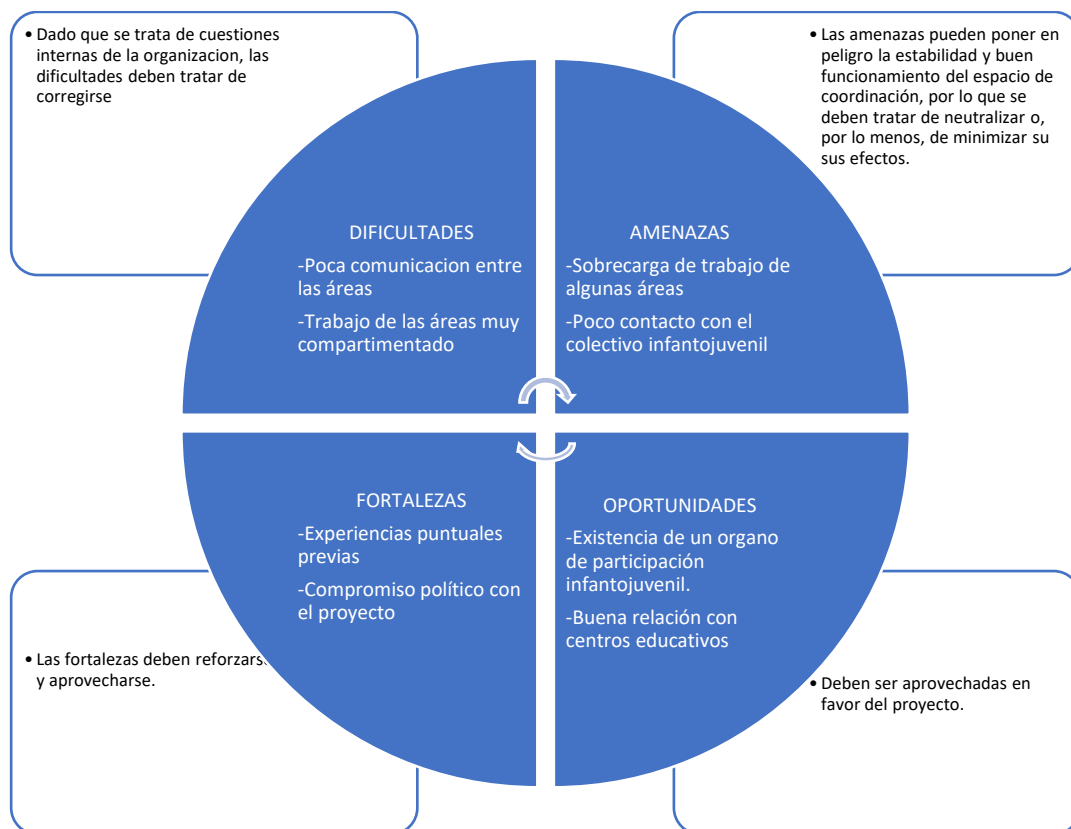 • Dado que se trata de cuestiones
internas de la organizacion, las
dificultades deben tratar de
corregirse
• Las amenazas pueden poner en
peligro la estabilidad y buen
funcionamiento del espacio de
coordinación, por lo que se
deben tratar de neutralizar o,
por lo menos, de minimizar su
sus efectos.
DIFICULTADES
-Poca comunicacion entre
las áreas
-Trabajo de las áreas muy
compartimentado
AMENAZAS
-Sobrecarga de trabajo de
algunas áreas
-Poco contacto con el
colectivo infantojuvenil
FORTALEZAS
-Experiencias puntuales
previas
-Compromiso político con
el proyecto
OPORTUNIDADES
-Existencia de un organo
de participación
infantojuvenil.
-Buena relación con
centros educativos
• Las fortalezas deben reforzars
y aprovecharse.
• Deben ser aprovechadas en
favor del proyecto.